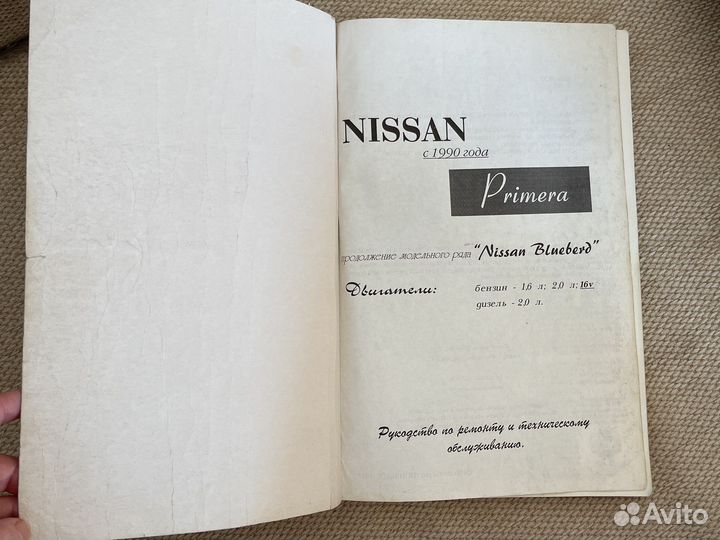 NISSAN
с 1990 года
Primera
продолжение модельного ряда "Nissan Blueberd"
Двигатели: бензин - 1,6 л; 2,0 л; 16v
дизель - 2,0 л.
Руководство по ремонту и техническому
обслуживанию.
Avito